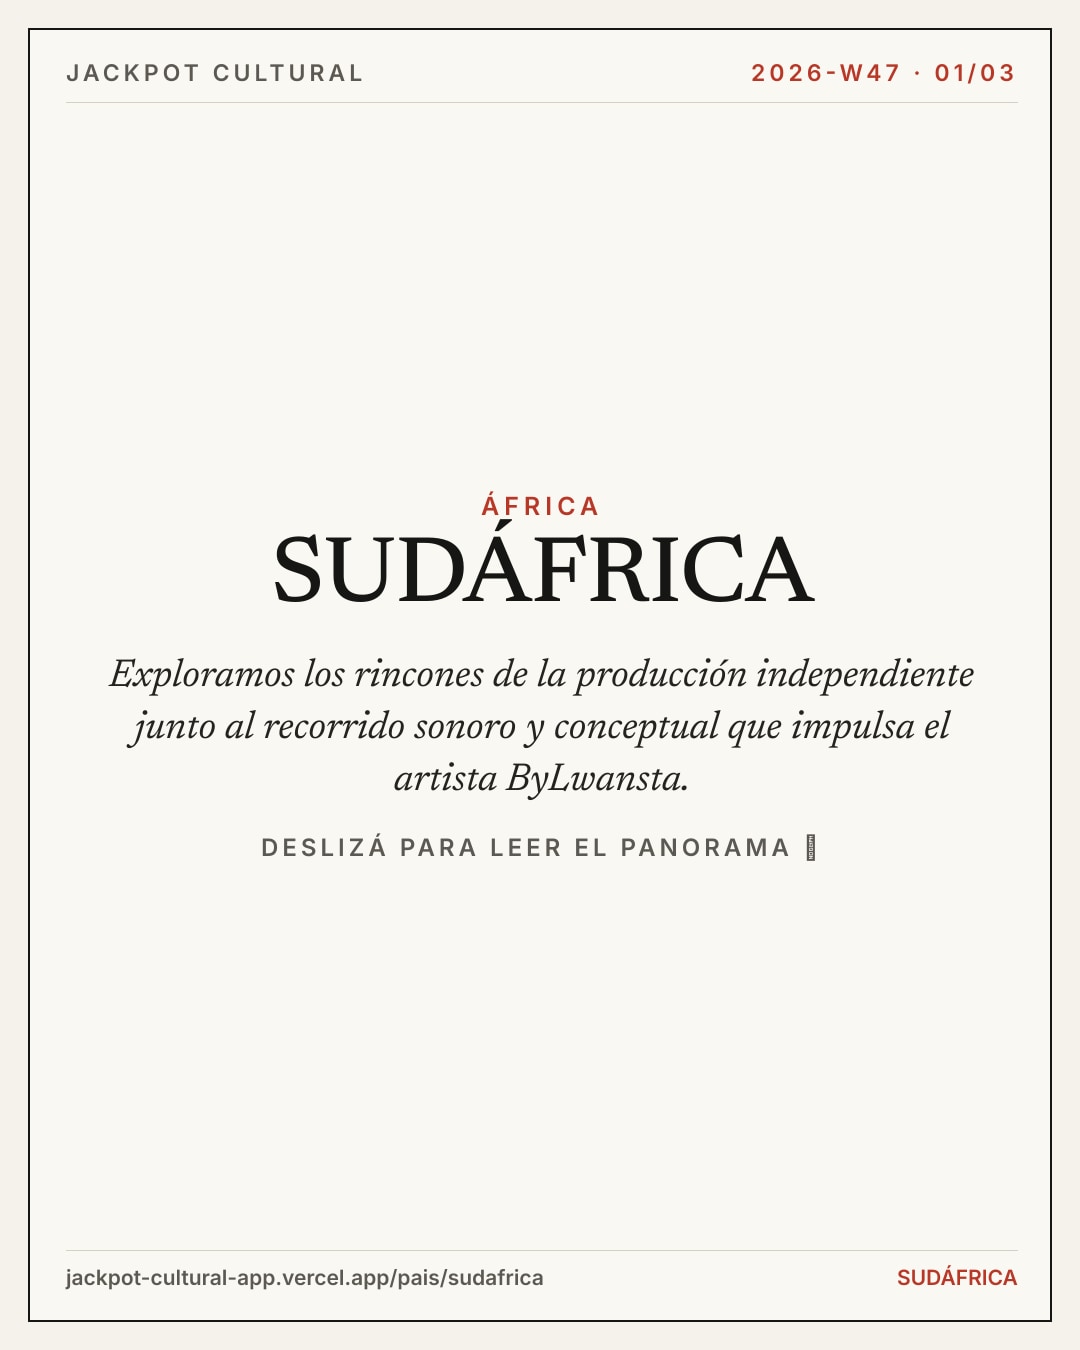 JACKPOT CULTURAL
2026-W47 · 01/03
ÁFRICA
SUDÁFRICA
Exploramos los rincones de la producción independiente
junto al recorrido sonoro y conceptual que impulsa el
artista ByLwansta.
DESLIZÁ PARA LEER EL PANORAMA
jackpot-cultural-app.vercel.app/pais/sudafrica
SUDÁFRICA